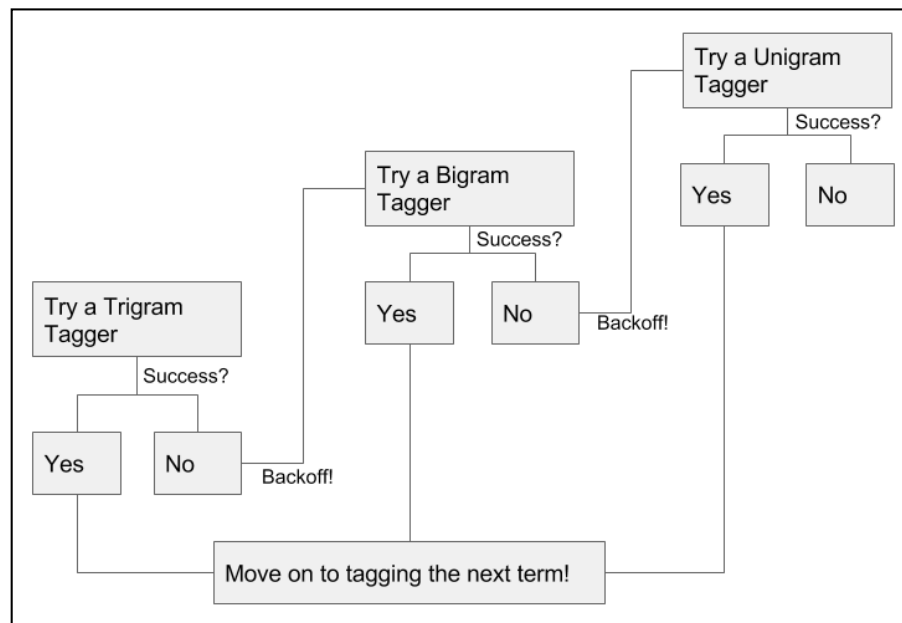 Try a Unigram
Tagger
Success?
Yes
No
Try a Bigram
Tagger
Success?
Yes
No
Backoff!
Try a Trigram
Tagger
Success?
Yes
No
Backoff!
Move on to tagging the next term!